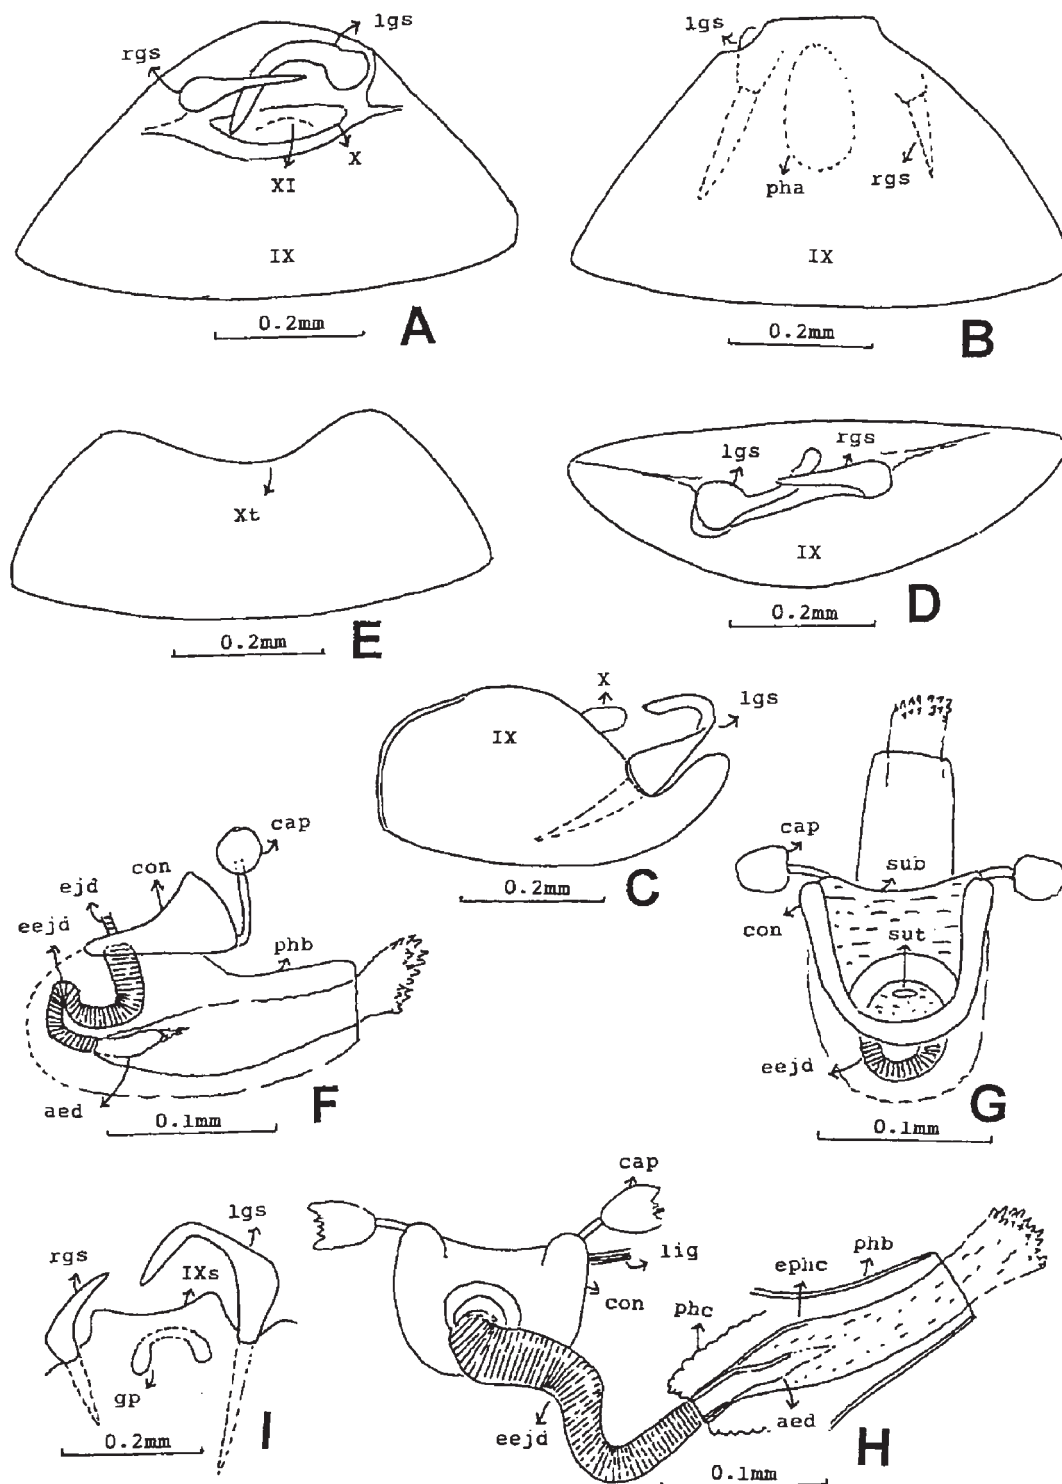 lgs
rgs
X
XI
IX
0.2mm
A
lgs
pha
rgs
IX
0.2mm
B
Xt
0.2mm
E
lgs
rgs
IX
0.2mm
D
X
lgs
IX
0.2mm
C
cap
con
ejd
eejd
phb
aed
0.1mm
F
cap
sub
con
sut
eejd
0.1mm
G
lgs
rgs
IXs
gp
0.2mm
I
cap
lig
con
phc
ephc
phb
eejd
aed
0.1mm
H